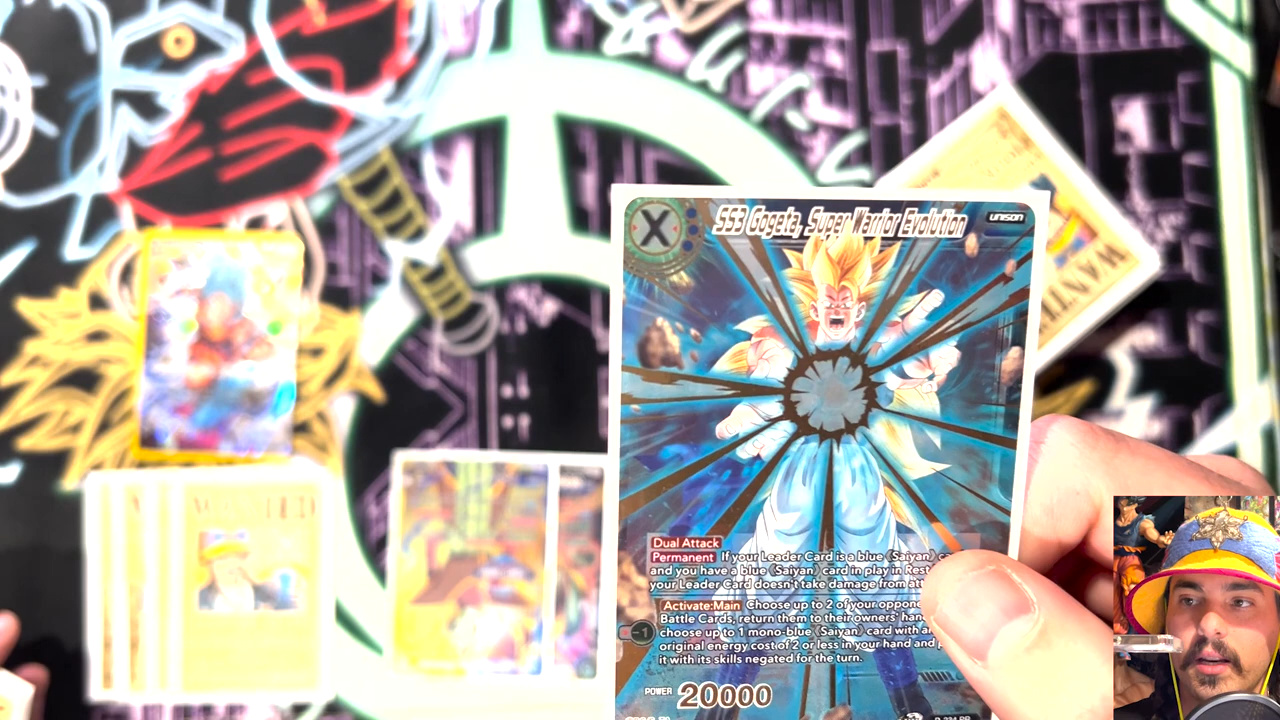 X
SS3 Gogeta, Super Warrior Evolution
UNISON
Dual Attack
Permanent If your Leader Card is a blue 《Saiyan》
and you have a blue 《Saiyan》 card in play in Rest
your Leader Card doesn't take damage from
Activate:Main Choose up to 2 of your
Battle Cards, return them to their owners'
choose up to 1 mono-blue 《Saiyan》 card with
-1
original energy cost of 2 or less in your hand and
it with its skills negated for the turn.
POWER 20000